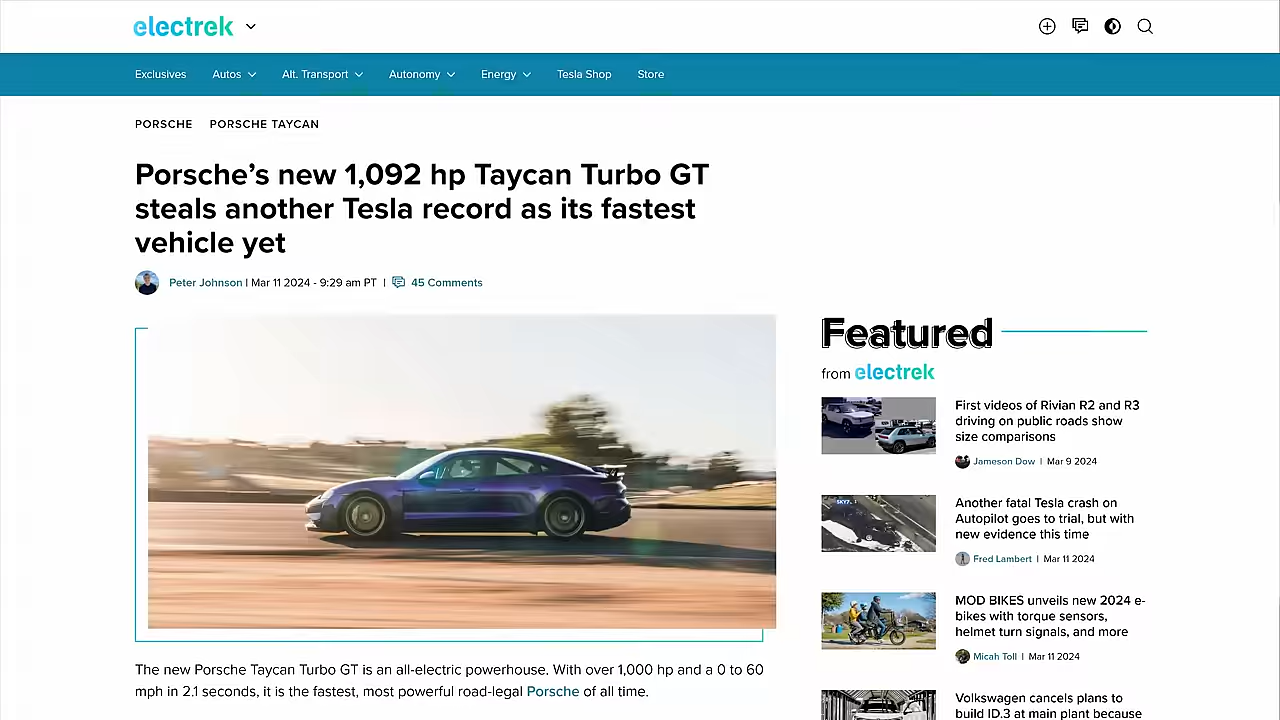 electrek
Exclusives Autos Alt. Transport Autonomy Energy Tesla Shop Store
PORSCHE PORSCHE TAYCAN
Porsche’s new 1,092 hp Taycan Turbo GT
steals another Tesla record as its fastest
vehicle yet
Peter Johnson | Mar 11 2024 - 9:29 am PT | 45 Comments
The new Porsche Taycan Turbo GT is an all-electric powerhouse. With over 1,000 hp and a 0 to 60
mph in 2.1 seconds, it is the fastest, most powerful road-legal Porsche of all time.
Featured
from electrek
First videos of Rivian R2 and R3
driving on public roads show
size comparisons
Jameson Dow | Mar 9 2024
SKY7
Another fatal Tesla crash on
Autopilot goes to trial, but with
new evidence this time
Fred Lambert | Mar 11 2024
MOD BIKES unveils new 2024 e-
bikes with torque sensors,
helmet turn signals, and more
Micah Toll | Mar 11 2024
Volkswagen cancels plans to
build ID.3 at main plant because